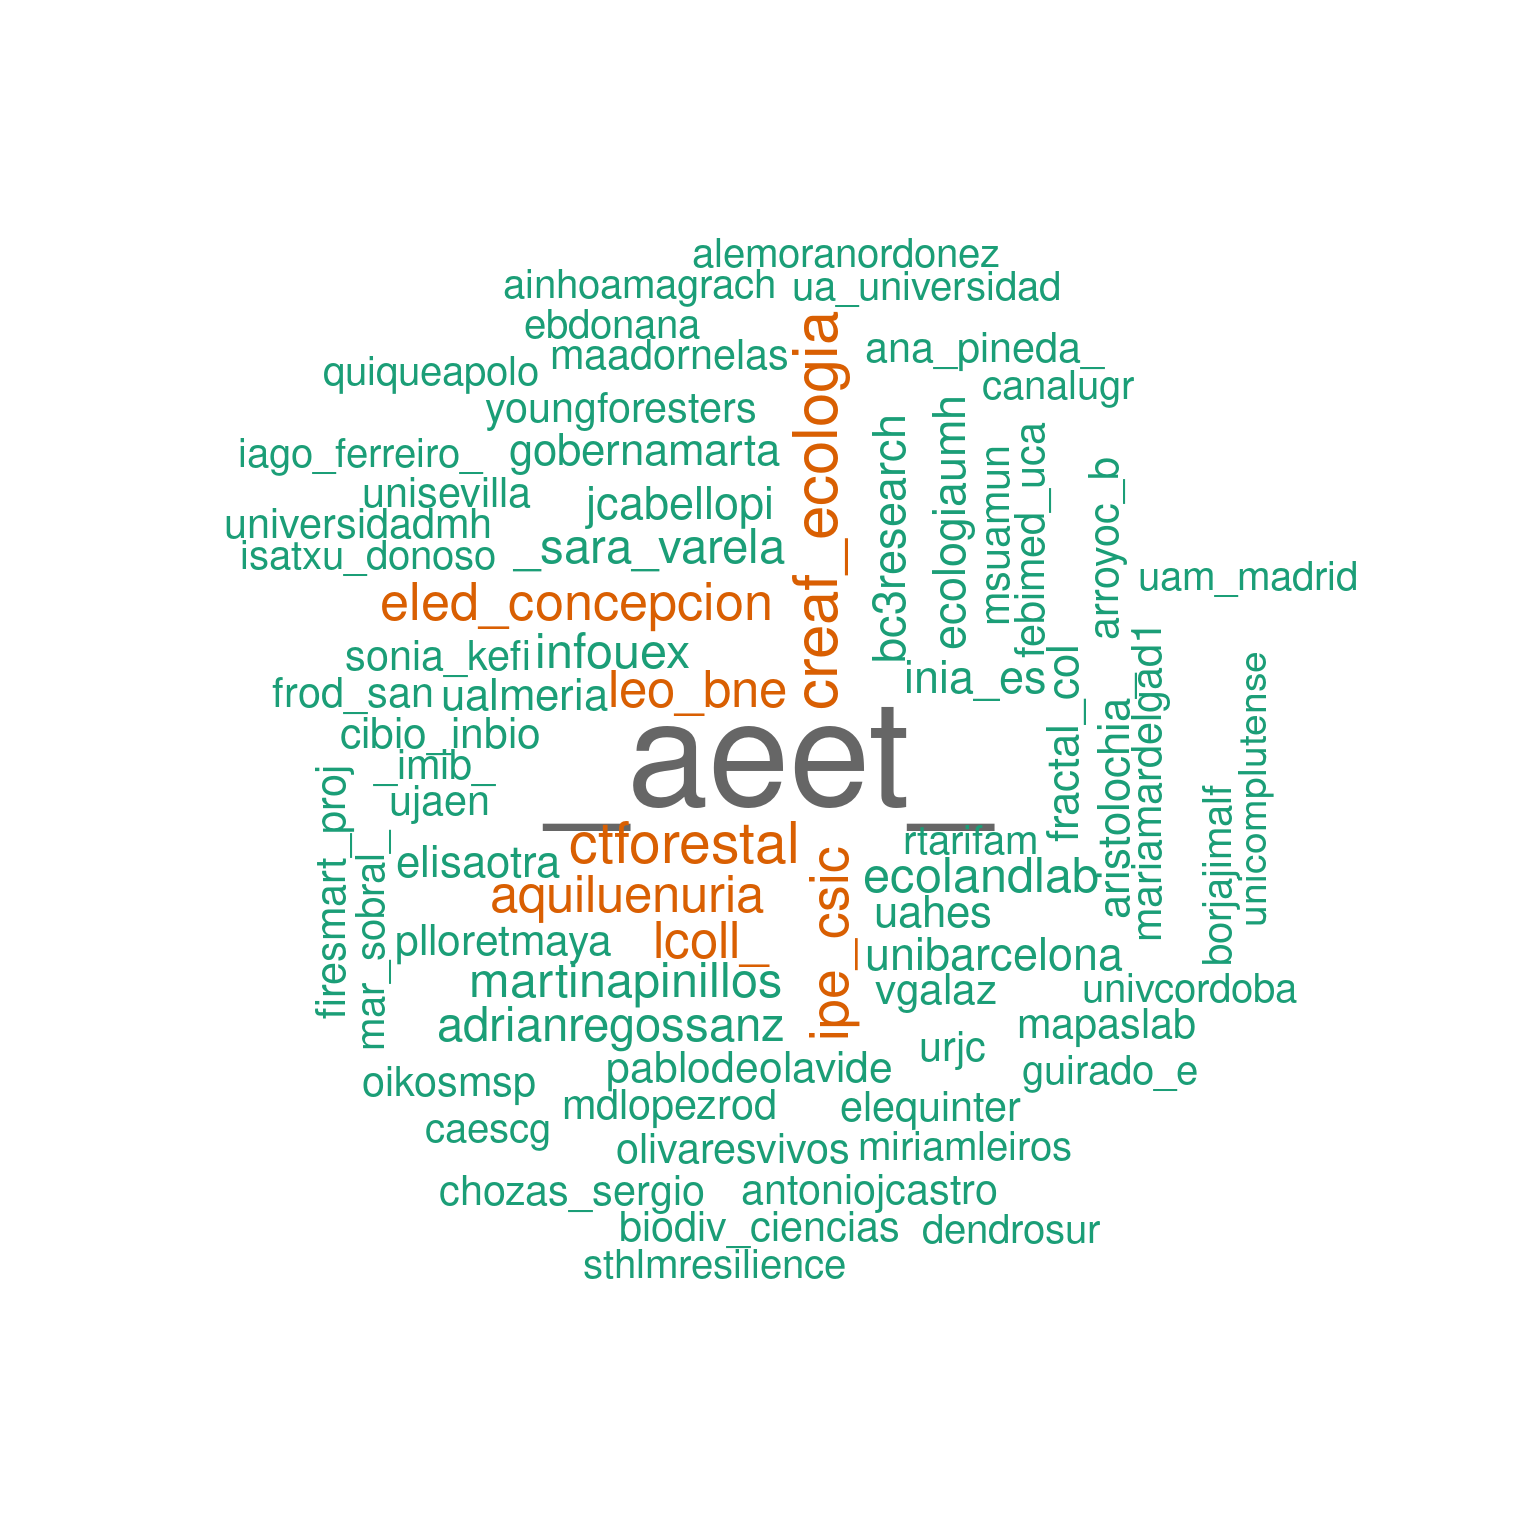 alemoranordonez
ainhoamagrach
ua_universidad
ebdonana
maadornelas
creaf_ecologia
ana_pineda_
quiqueapolo
canalugr
youngforesters
iago_ferreiro_
gobernamarta
bc3research
ecologiaumh
msuamun
febimed_uca
arroyoc_b
unisevilla
jcabellopi
universidadmh
isatxu_donoso
_sara_varela
uam_madrid
eled_concepcion
sonia_kefi
infouex
inia_es
fractal_col
aristolochia_
mariamardelgad1
unicomplutense
frod_san
ualmeria
leo_bne
cibio_inbio
_aeet_
_imib_
ujaen
firesmart_proj
mar_sobral_
elisaotra
ctforestal
rtarifam
borjajimalf
ipe_csic
ecolandlab
aquiluenuria
uahes
plloretmaya
lcoll_
unibarcelona
martinapinillos
vgalaz
univcordoba
adrianregossanz
mapaslab
urjc
pablodeolavide
guirado_e
oikosmsp
mdlopezrod
elequinter
caescg
olivaresvivos
miriamleiros
chozas_sergio
antoniojcastro
biodiv_ciencias
dendrosur
sthlmresilience